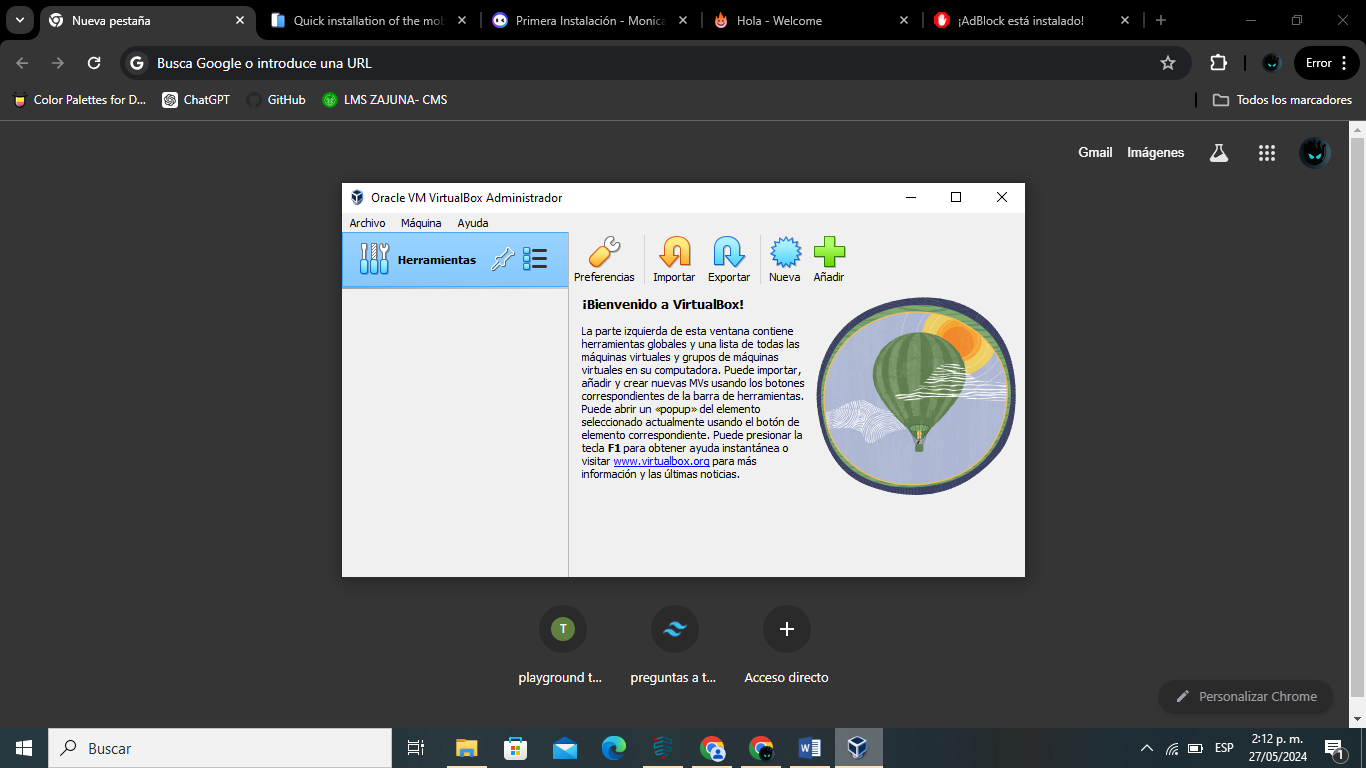 Nueva pestaña
Quick installation of the mob
Primera Instalación - Monica
Hola - Welcome
¡AdBlock está instalado!
Busca Google o introduce una URL
Error
Color Palettes for D...
ChatGPT
GitHub
LMS ZAJUNA- CMS
Todos los marcadores
Gmail
Imágenes
Oracle VM VirtualBox Administrador
Archivo
Máquina
Ayuda
Herramientas
Preferencias
Importar
Exportar
Nueva
Añadir
¡Bienvenido a VirtualBox!
La parte izquierda de esta ventana contiene
herramientas globales y una lista de todas las
máquinas virtuales y grupos de máquinas
virtuales en su computadora. Puede importar,
añadir y crear nuevas MVs usando los botones
correspondientes de la barra de herramientas.
Puede abrir un «popup» del elemento
seleccionado actualmente usando el botón de
elemento correspondiente. Puede presionar la
tecla F1 para obtener ayuda instantánea o
visitar www.virtualbox.org para más
información y las últimas noticias.
T
playground t...
preguntas a t...
Acceso directo
Personalizar Chrome
Buscar
ESP
2:12 p. m.
27/05/2024
1